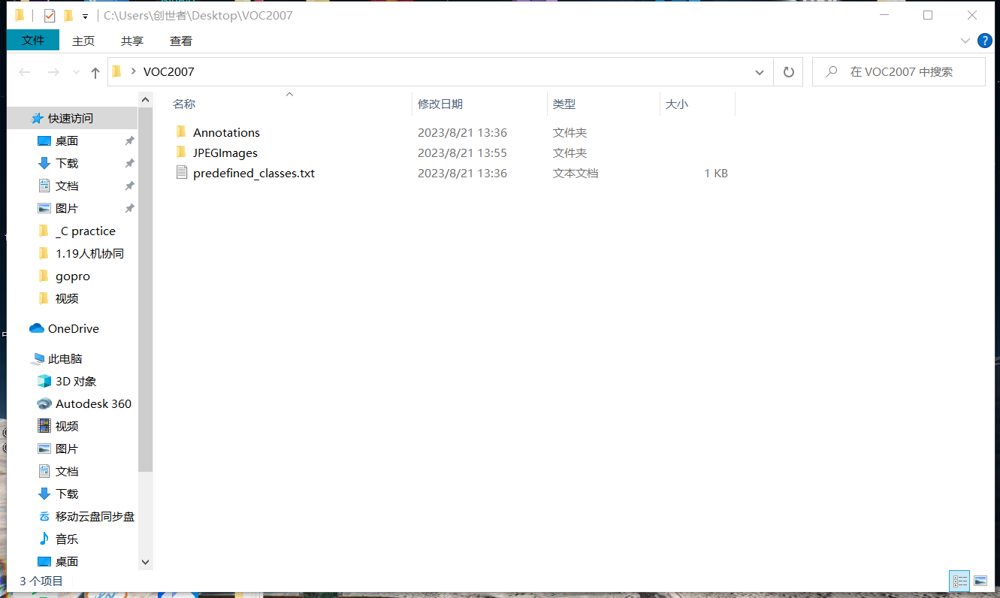 C:\Users\创世者\Desktop\VOC2007
文件 主页 共享 查看
VOC2007
在 VOC2007 中搜索
名称 修改日期 类型 大小
Annotations 2023/8/21 13:36 文件夹
JPEGImages 2023/8/21 13:55 文件夹
predefined_classes.txt 2023/8/21 13:36 文本文档 1 KB
快速访问
桌面
下载
文档
图片
_C practice
1.19人机协同
gopro
视频
OneDrive
此电脑
3D 对象
Autodesk 360
视频
图片
文档
下载
移动云盘同步盘
音乐
桌面
3 个项目